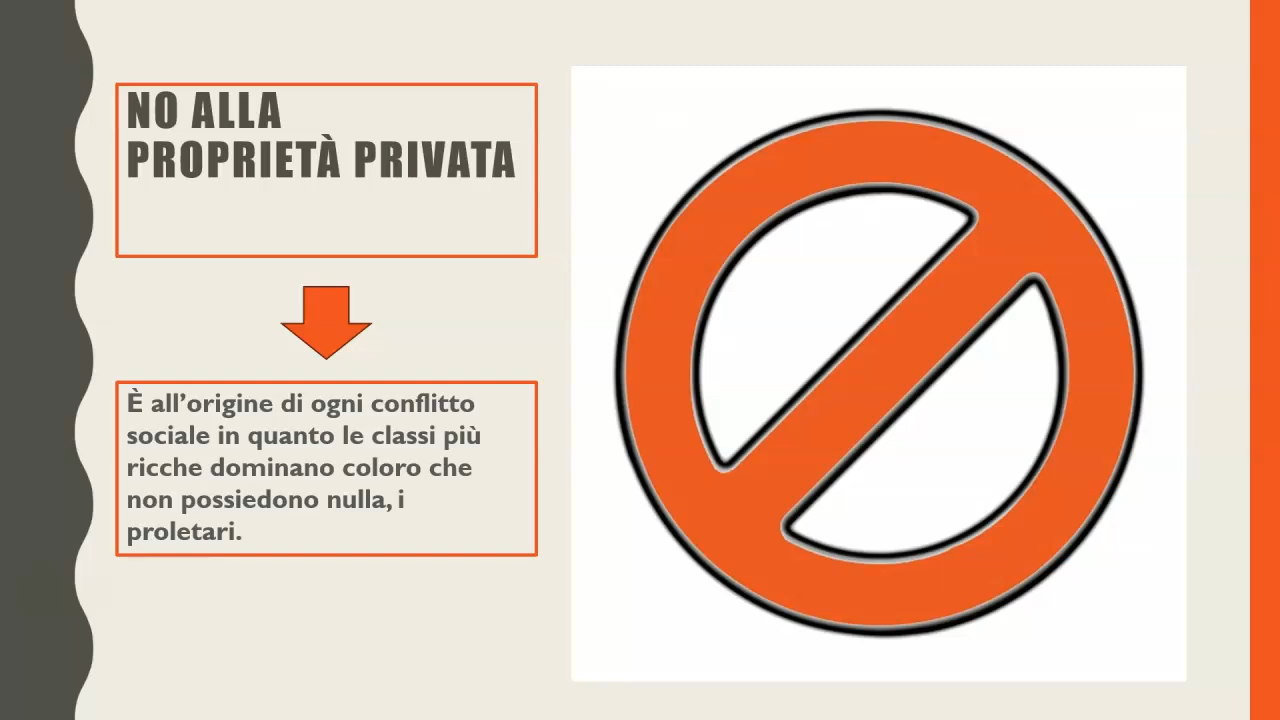 NO ALLA
PROPRIETÀ PRIVATA
È all’origine di ogni conflitto
sociale in quanto le classi più
ricche dominano coloro che
non possiedono nulla, i
proletari.